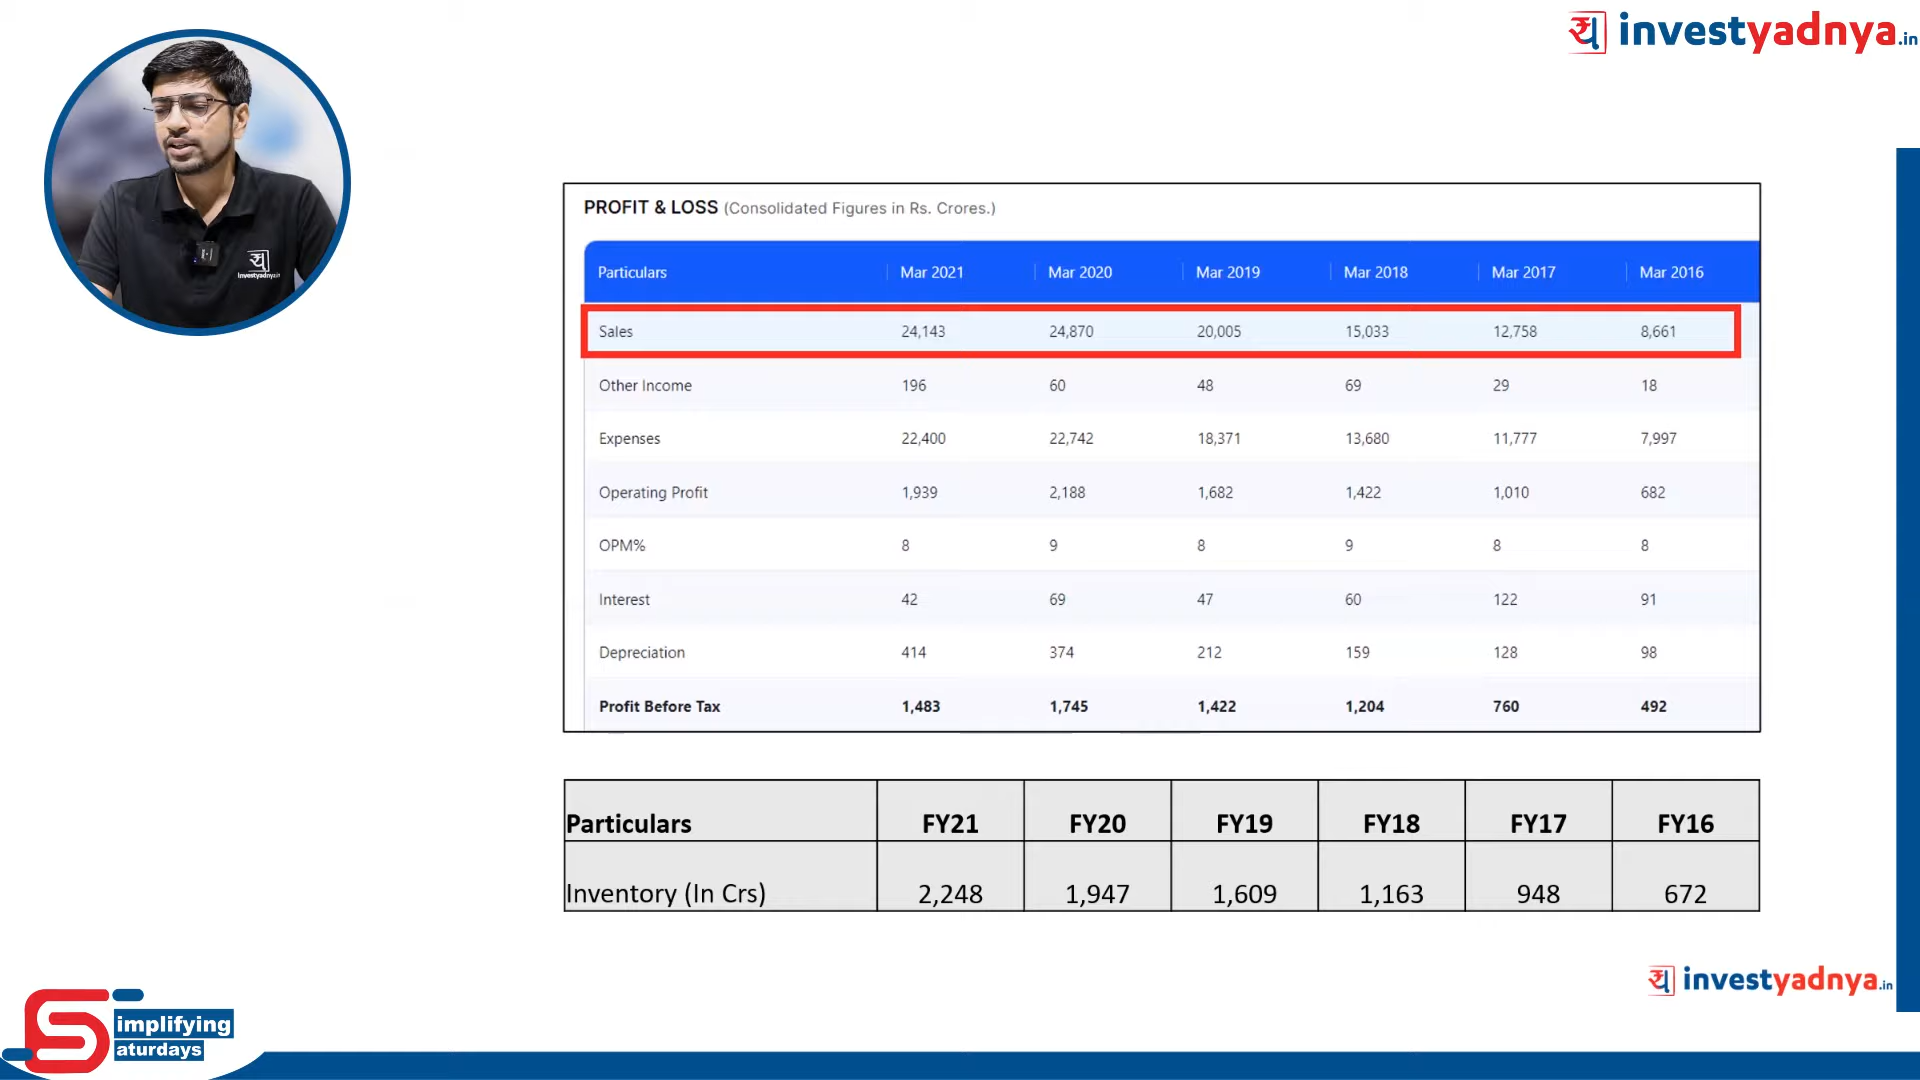 investyadnya.in
Investyadnya.in
PROFIT & LOSS (Consolidated Figures in Rs. Crores.)
Particulars Mar 2021 Mar 2020 Mar 2019 Mar 2018 Mar 2017 Mar 2016
Sales 24,143 24,870 20,005 15,033 12,758 8,661
Other Income 196 60 48 69 29 18
Expenses 22,400 22,742 18,371 13,680 11,777 7,997
Operating Profit 1,939 2,188 1,682 1,422 1,010 682
OPM% 8 9 8 9 8 8
Interest 42 69 47 60 122 91
Depreciation 414 374 212 159 128 98
Profit Before Tax 1,483 1,745 1,422 1,204 760 492
Particulars FY21 FY20 FY19 FY18 FY17 FY16
Inventory (In Crs) 2,248 1,947 1,609 1,163 948 672
investyadnya.in
Simplifying
Saturdays